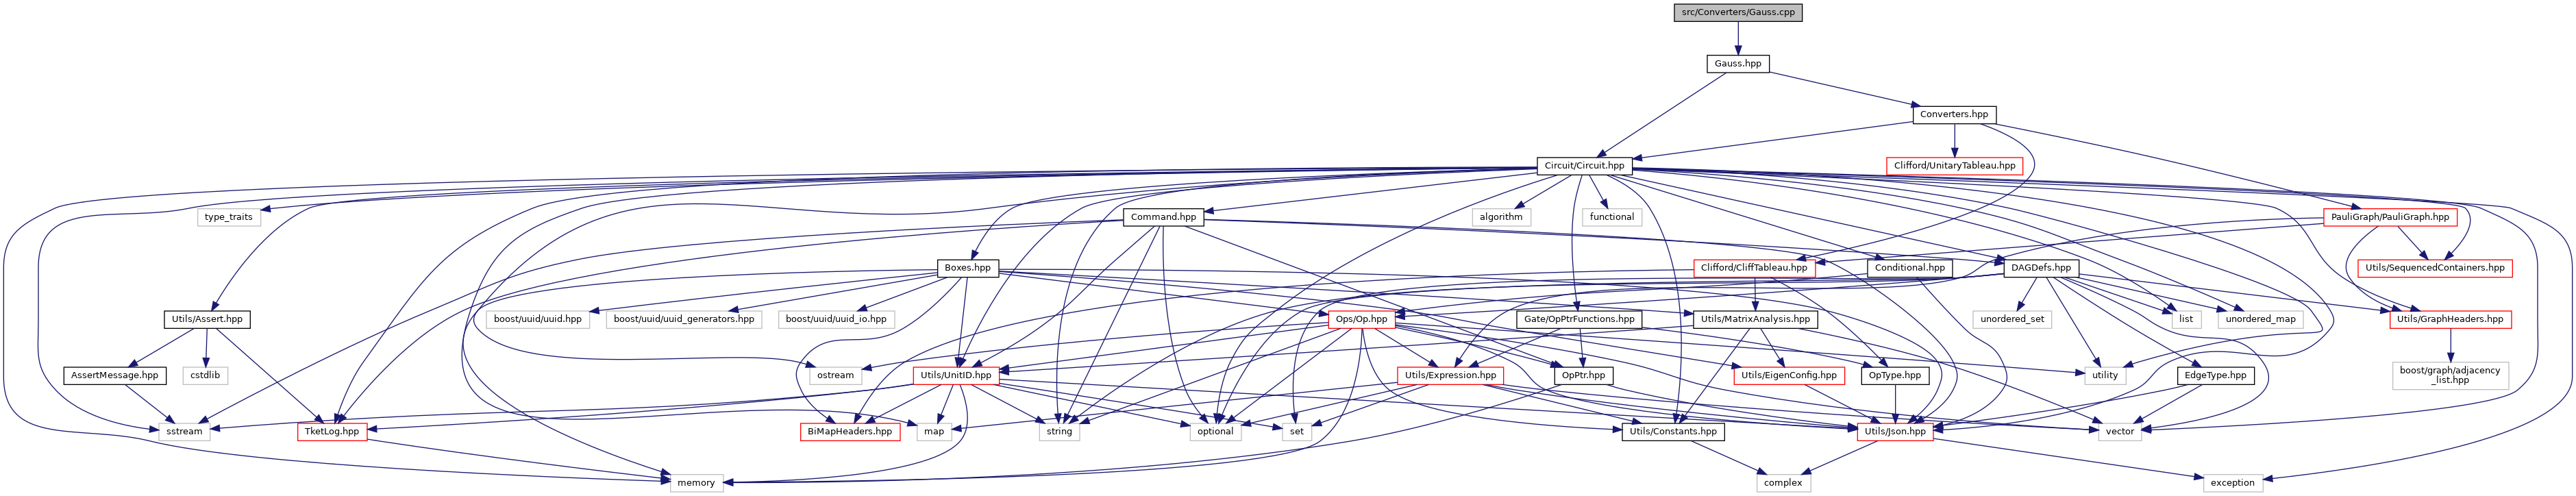 src/Converters/Gauss.cpp
Gauss.hpp
Converters.hpp
Circuit/Circuit.hpp
Clifford/UnitaryTableau.hpp
type_traits
Command.hpp
algorithm
functional
PauliGraph/PauliGraph.hpp
Boxes.hpp
Clifford/CliffTableau.hpp
Conditional.hpp
DAGDefs.hpp
Utils/SequencedContainers.hpp
Utils/Assert.hpp
boost/uuid/uuid.hpp
boost/uuid/uuid_generators.hpp
boost/uuid/uuid_io.hpp
Ops/Op.hpp
Gate/OpPtrFunctions.hpp
Utils/MatrixAnalysis.hpp
unordered_set
list
unordered_map
Utils/GraphHeaders.hpp
AssertMessage.hpp
cstdlib
ostream
Utils/UnitID.hpp
Utils/Expression.hpp
OpPtr.hpp
Utils/EigenConfig.hpp
OpType.hpp
utility
EdgeType.hpp
boost/graph/adjacency
_list.hpp
sstream
TketLog.hpp
BiMapHeaders.hpp
map
string
optional
set
Utils/Constants.hpp
Utils/Json.hpp
vector
memory
complex
exception